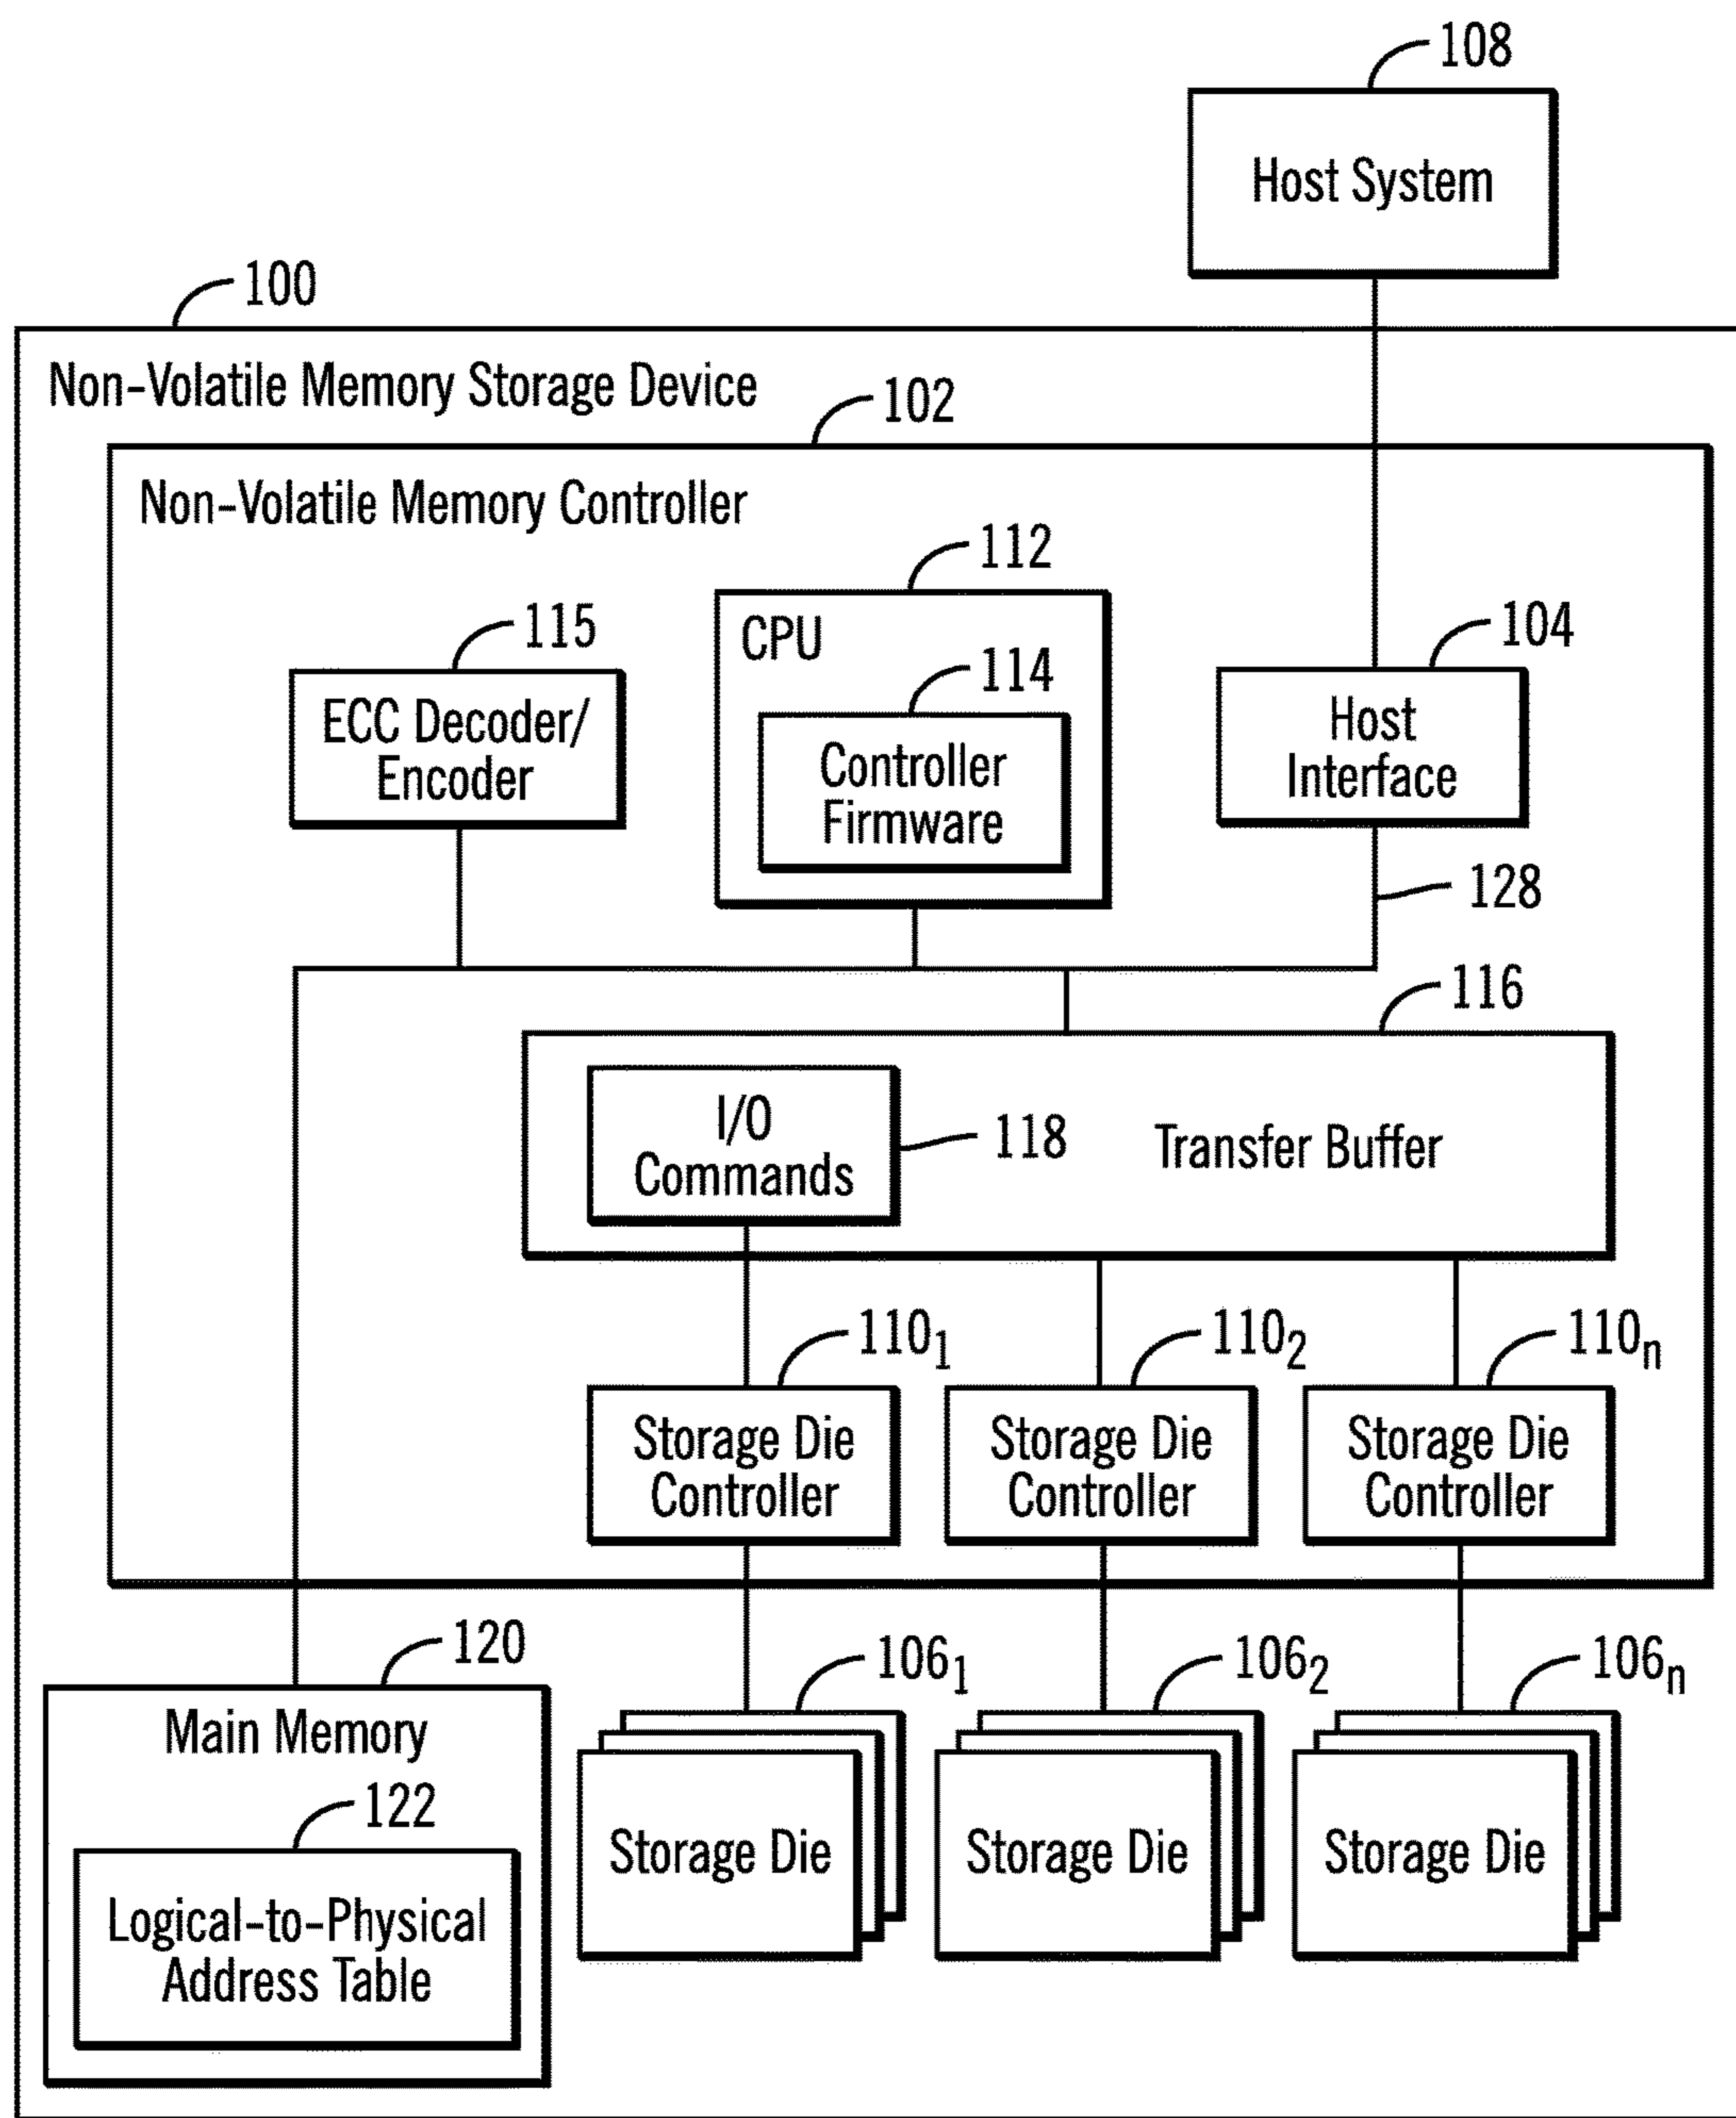 108
Host System
100
Non-Volatile Memory Storage Device
102
Non-Volatile Memory Controller
112
115
CPU
104
114
ECC Decoder/
Encoder
Controller
Firmware
Host
Interface
128
116
I/O
Commands
118
Transfer Buffer
110₁
110₂
110ₙ
Storage Die
Controller
Storage Die
Controller
Storage Die
Controller
120
106₁
106₂
106ₙ
Main Memory
122
Logical-to-Physical
Address Table
Storage Die
Storage Die
Storage Die